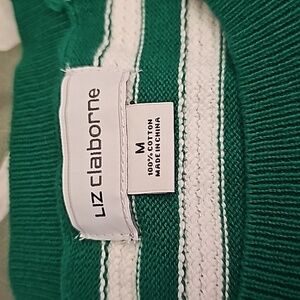 LIZ claiborne
M
100% COTTON
MADE IN CHINA